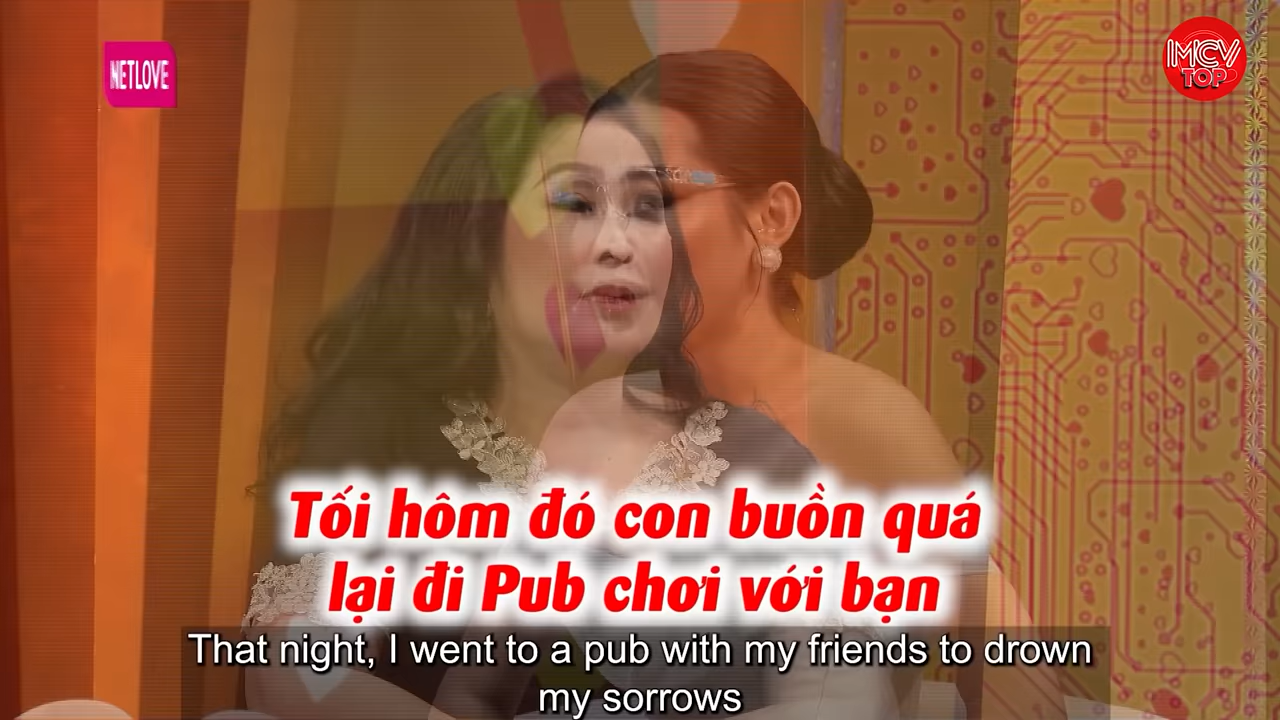 NETLOVE
MCV
TOP
Tối hôm đó con buồn quá
lại đi Pub chơi với bạn
That night, I went to a pub with my friends to drown
my sorrows